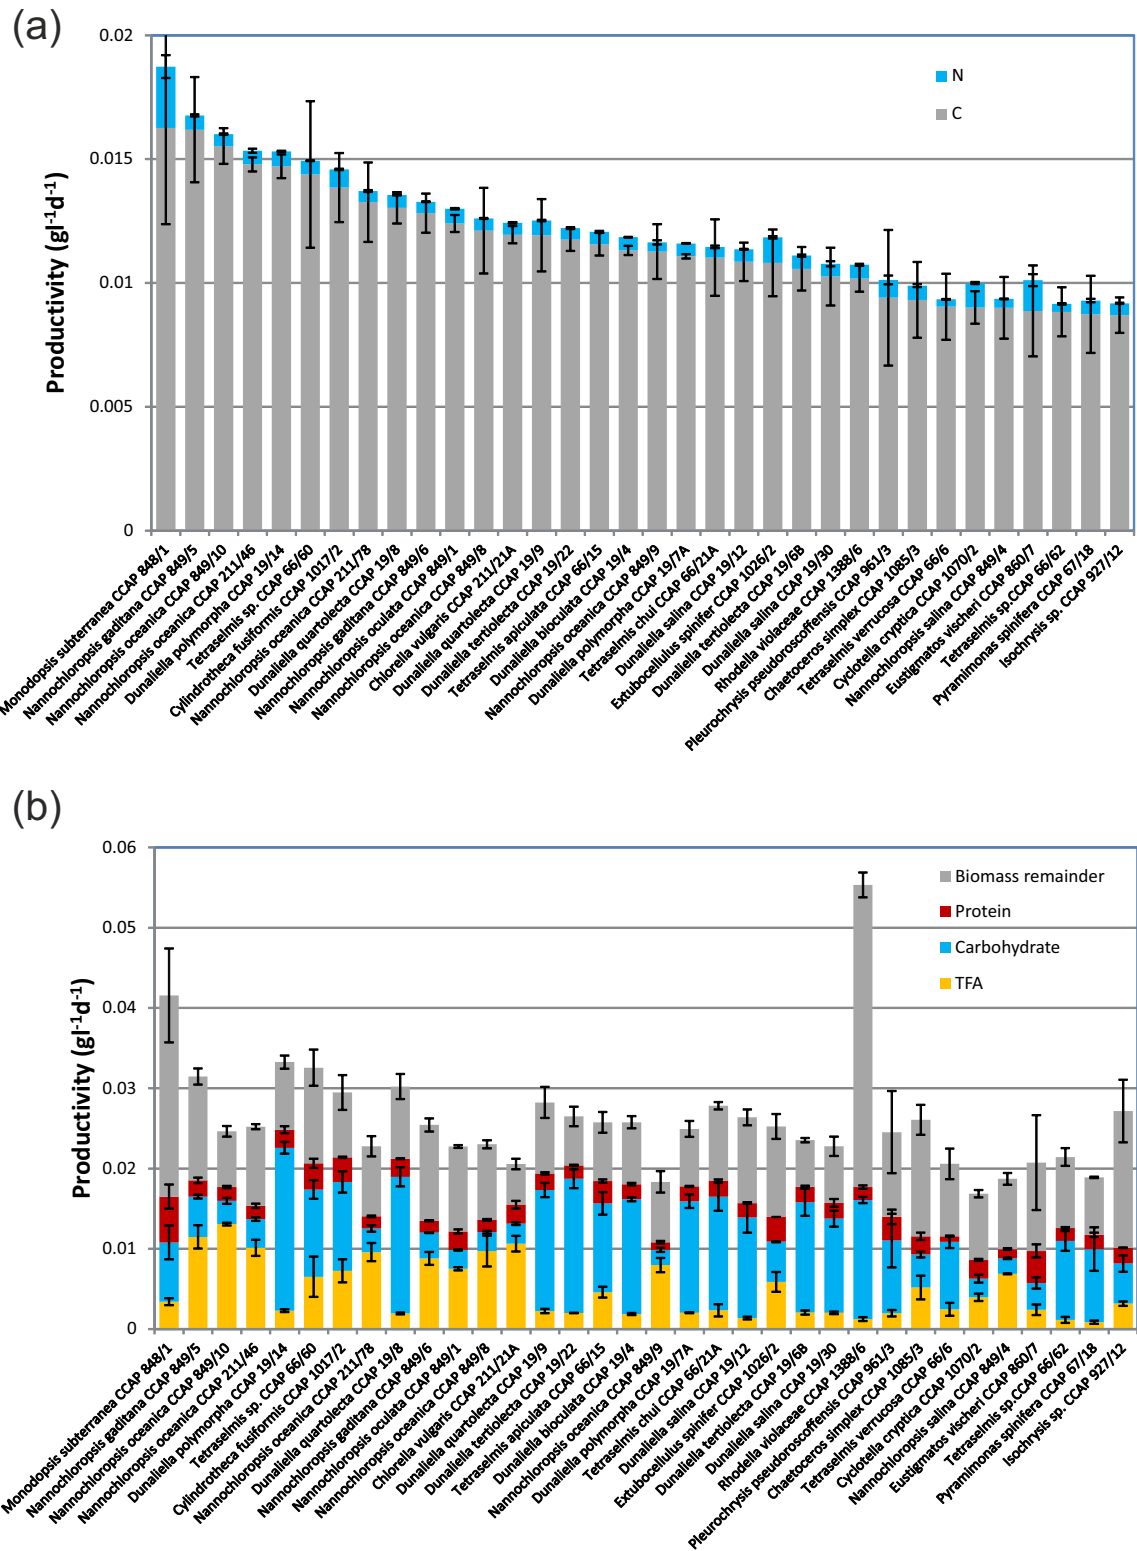 (a)
0.02
0.015
0.01
0.005
0
Productivity (gl-1d-1)
N
C
Monodopsis subterranea CCAP 848/1
Nannochloropsis gaditana CCAP 849/5
Nannochloropsis oceanica CCAP 849/10
Nannochloropsis oceanica CCAP 211/46
Dunaliella polymorpha CCAP 19/14
Tetraselmis sp. CCAP 66/60
Cylindrotheca fusiformis CCAP 1017/2
Nannochloropsis oceanica CCAP 211/78
Dunaliella quartolecta CCAP 19/8
Nannochloropsis gaditana CCAP 849/6
Nannochloropsis oculata CCAP 849/1
Nannochloropsis oceanica CCAP 849/8
Chlorella vulgaris CCAP 211/21A
Dunaliella quartolecta CCAP 19/9
Dunaliella tertiolecta CCAP 19/22
Tetraselmis apiculata CCAP 66/15
Dunaliella bioculata CCAP 19/4
Nannochloropsis oceanica CCAP 849/9
Dunaliella polymorpha CCAP 19/7A
Tetraselmis chui CCAP 66/21A
Dunaliella salina CCAP 19/12
Extubocellulus spinifer CCAP 1026/2
Dunaliella tertiolecta CCAP 19/6B
Dunaliella salina CCAP 19/30
Rhodella violaceae CCAP 1388/6
Pleurochrysis pseudoroscoffensis CCAP 961/3
Chaetoceros simplex CCAP 1085/3
Tetraselmis verrucosa CCAP 66/6
Cyclotella cryptica CCAP 1070/2
Nannochloropsis salina CCAP 849/4
Eustigmatos vischeri CCAP 860/7
Tetraselmis sp.CCAP 66/62
Pyramimonas spinifera CCAP 67/18
Isochrysis sp. CCAP 927/12
(b)
0.06
0.05
0.04
0.03
0.02
0.01
0
Productivity (gl-1d-1)
Biomass remainder
Protein
Carbohydrate
TFA
Monodopsis subterranea CCAP 848/1
Nannochloropsis gaditana CCAP 849/5
Nannochloropsis oceanica CCAP 849/10
Nannochloropsis oceanica CCAP 211/46
Dunaliella polymorpha CCAP 19/14
Tetraselmis sp. CCAP 66/60
Cylindrotheca fusiformis CCAP 1017/2
Nannochloropsis oceanica CCAP 211/78
Dunaliella quartolecta CCAP 19/8
Nannochloropsis gaditana CCAP 849/6
Nannochloropsis oculata CCAP 849/1
Nannochloropsis oceanica CCAP 849/8
Chlorella vulgaris CCAP 211/21A
Dunaliella quartolecta CCAP 19/9
Dunaliella tertiolecta CCAP 19/22
Tetraselmis apiculata CCAP 66/15
Dunaliella bioculata CCAP 19/4
Nannochloropsis oceanica CCAP 849/9
Dunaliella polymorpha CCAP 19/7A
Tetraselmis chui CCAP 66/21A
Dunaliella salina CCAP 19/12
Extubocellulus spinifer CCAP 1026/2
Dunaliella tertiolecta CCAP 19/6B
Dunaliella salina CCAP 19/30
Rhodella violaceae CCAP 1388/6
Pleurochrysis pseudoroscoffensis CCAP 961/3
Chaetoceros simplex CCAP 1085/3
Tetraselmis verrucosa CCAP 66/6
Cyclotella cryptica CCAP 1070/2
Nannochloropsis salina CCAP 849/4
Eustigmatos vischeri CCAP 860/7
Tetraselmis sp.CCAP 66/62
Pyramimonas spinifera CCAP 67/18
Isochrysis sp. CCAP 927/12